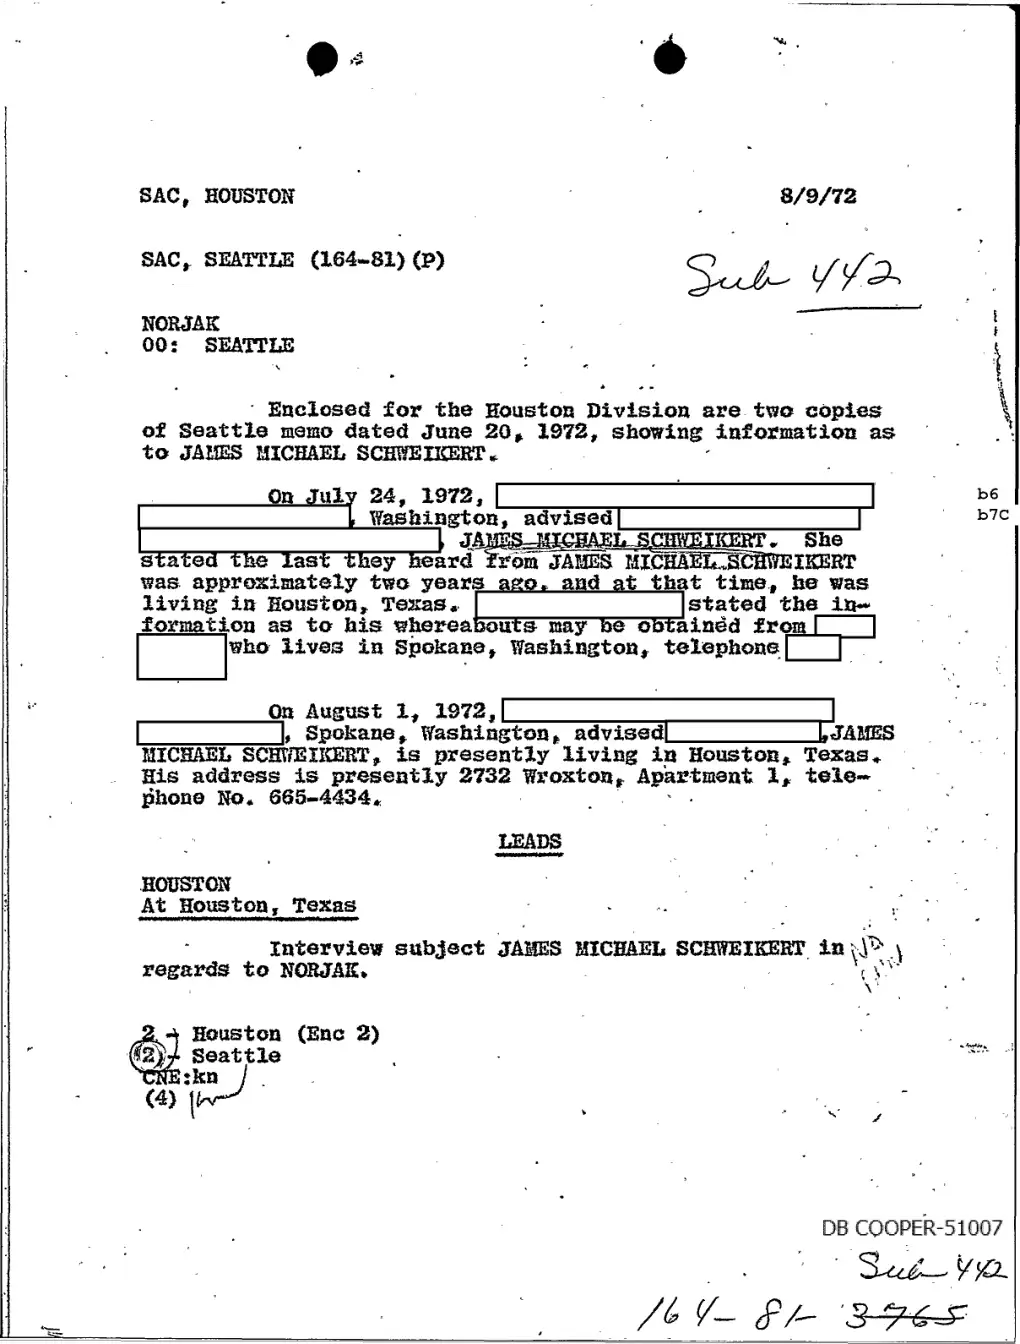 SAC, HOUSTON 8/9/72
SAC, SEATTLE (164-81)(P)
Sub 442
NORJAK
OO: SEATTLE
Enclosed for the Houston Division are two copies
of Seattle memo dated June 20, 1972, showing information as
to JAMES MICHAEL SCHWEIKERT.
On July 24, 1972,
b6
, Washington, advised
b7C
, JAMES MICHAEL SCHWEIKERT. She
stated the last they heard from JAMES MICHAEL SCHWEIKERT
was approximately two years ago, and at that time, he was
living in Houston, Texas. stated the in-
formation as to his whereabouts may be obtained from
who lives in Spokane, Washington, telephone
On August 1, 1972,
, Spokane, Washington, advised ,JAMES
MICHAEL SCHWEIKERT, is presently living in Houston, Texas.
His address is presently 2732 Wroxton, Apartment 1, tele-
phone No. 665-4434.
LEADS
HOUSTON
At Houston, Texas
Interview subject JAMES MICHAEL SCHWEIKERT in
regards to NORJAK.
2 - Houston (Enc 2)
2 - Seattle
CNE:kn
(4)
DB COOPER-51007
Sub 442
164-81-3765